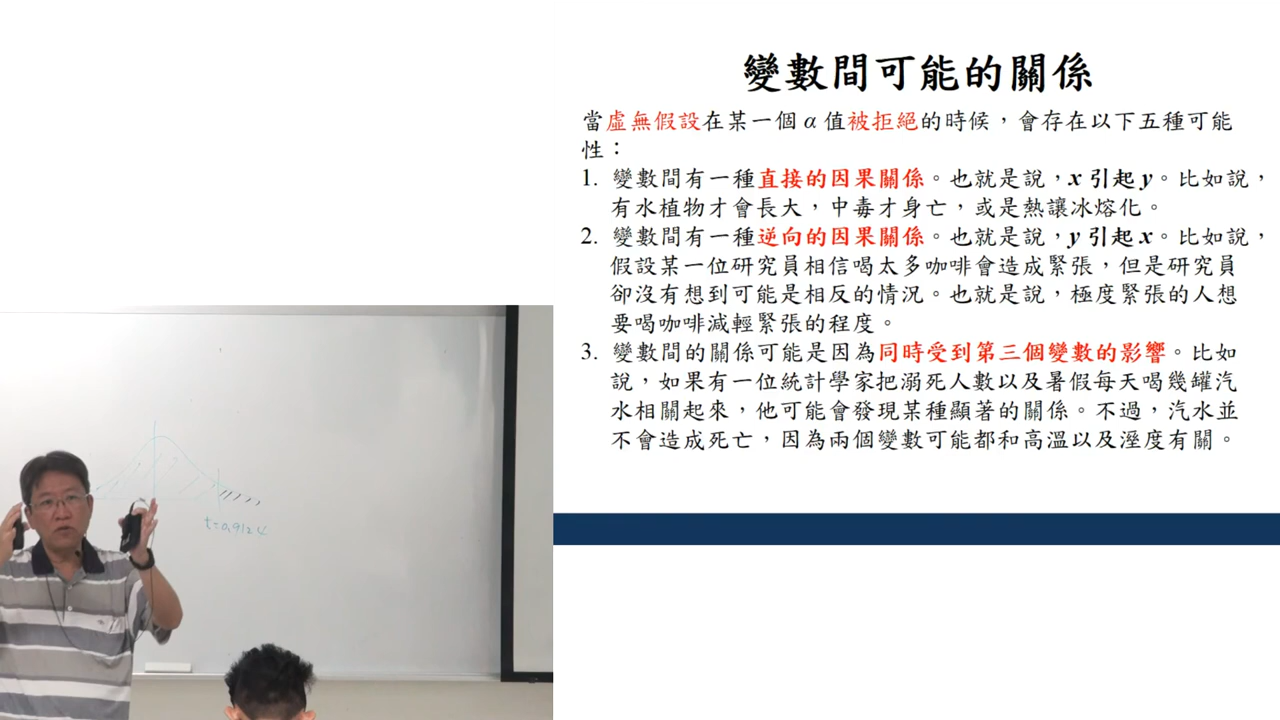 變數間可能的關係
當虛無假設在某一個 α 值被拒絕的時候，會存在以下五種可能
性：
1. 變數間有一種直接的因果關係。也就是說，x 引起 y。比如說，
有水植物才會長大，中毒才身亡，或是熱讓冰熔化。
2. 變數間有一種逆向的因果關係。也就是說，y 引起 x。比如說，
假設某一位研究員相信喝太多咖啡會造成緊張，但是研究員
卻沒有想到可能是相反的情況。也就是說，極度緊張的人想
要喝咖啡減輕緊張的程度。
3. 變數間的關係可能是因為同時受到第三個變數的影響。比如
說，如果有一位統計學家把溺死人數以及暑假每天喝幾罐汽
水相關起來，他可能會發現某種顯著的關係。不過，汽水並
不會造成死亡，因為兩個變數可能都和高溫以及溼度有關。
t=0.9124